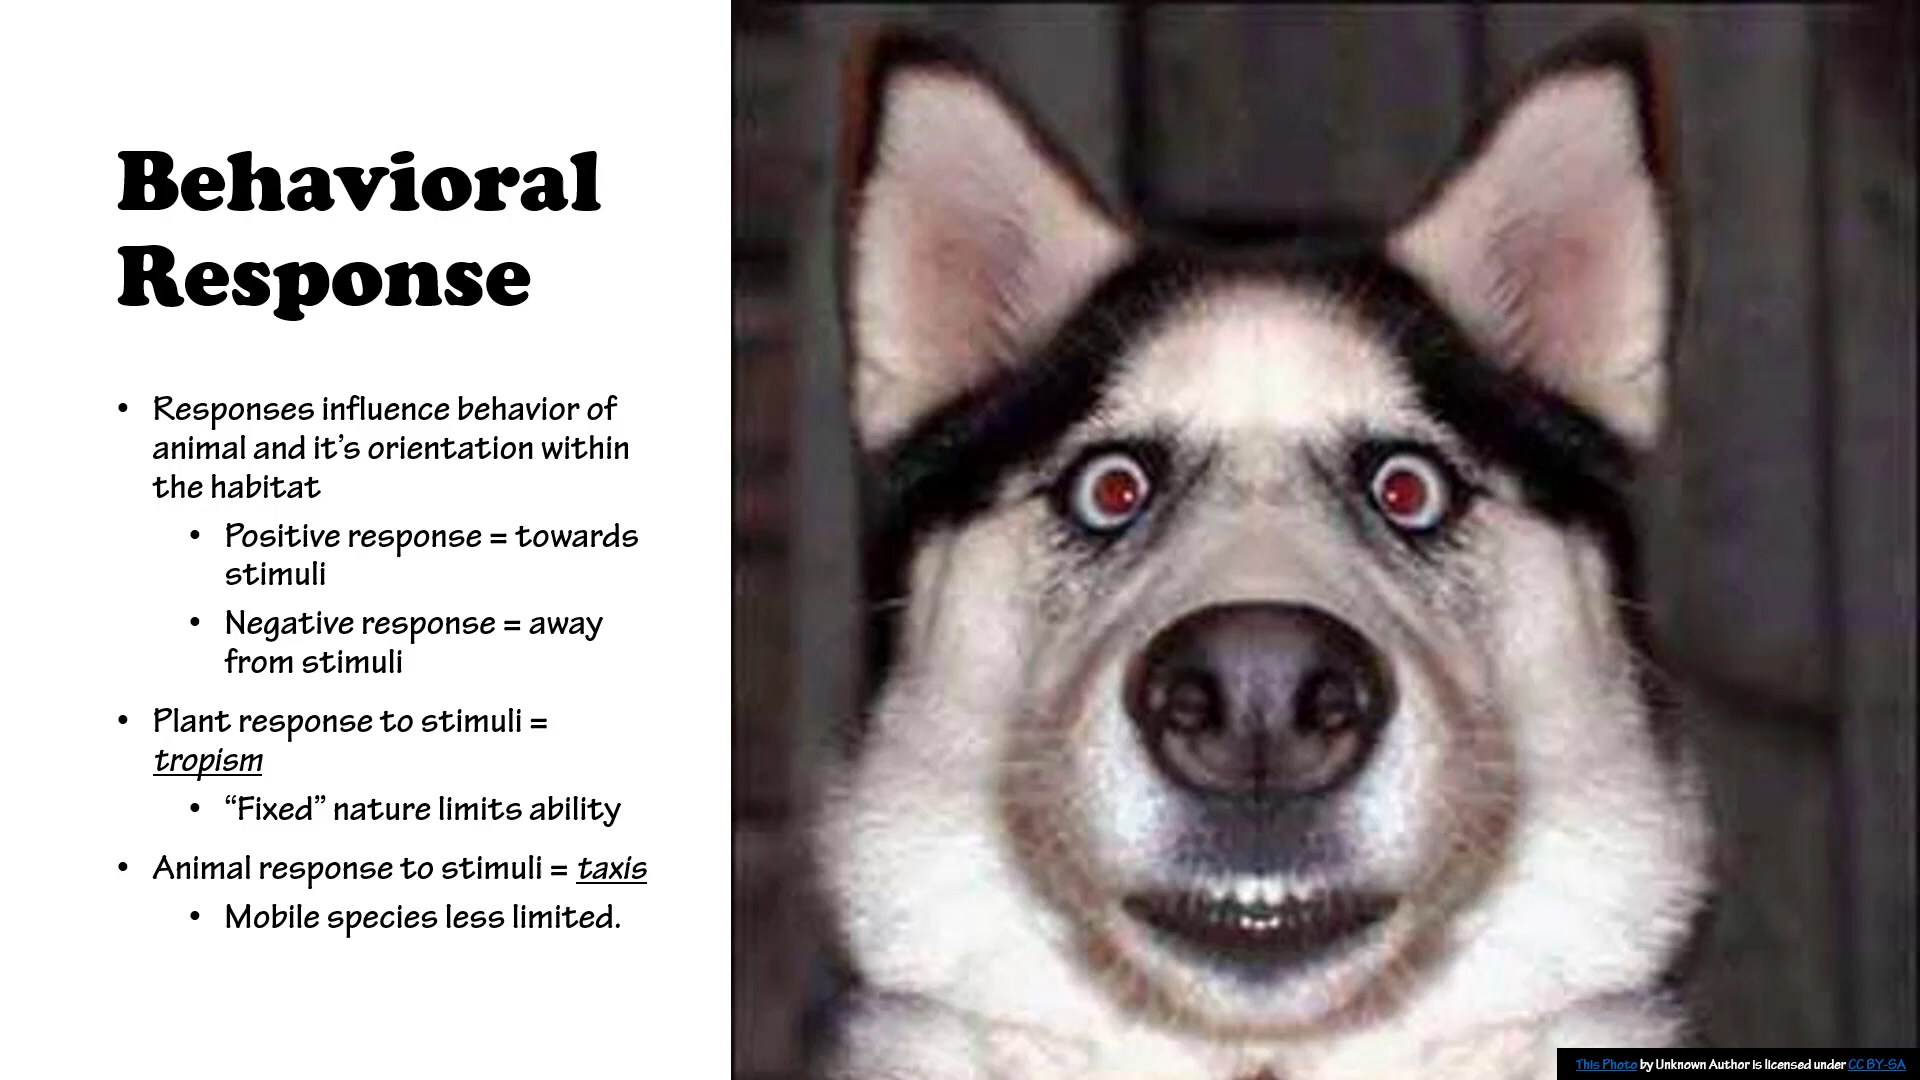 Behavioral
Response
• Responses influence behavior of
animal and it’s orientation within
the habitat
• Positive response = towards
stimuli
• Negative response = away
from stimuli
• Plant response to stimuli =
tropism
• “Fixed” nature limits ability
• Animal response to stimuli = taxis
• Mobile species less limited.
This Photo by Unknown Author is licensed under CC BY-SA